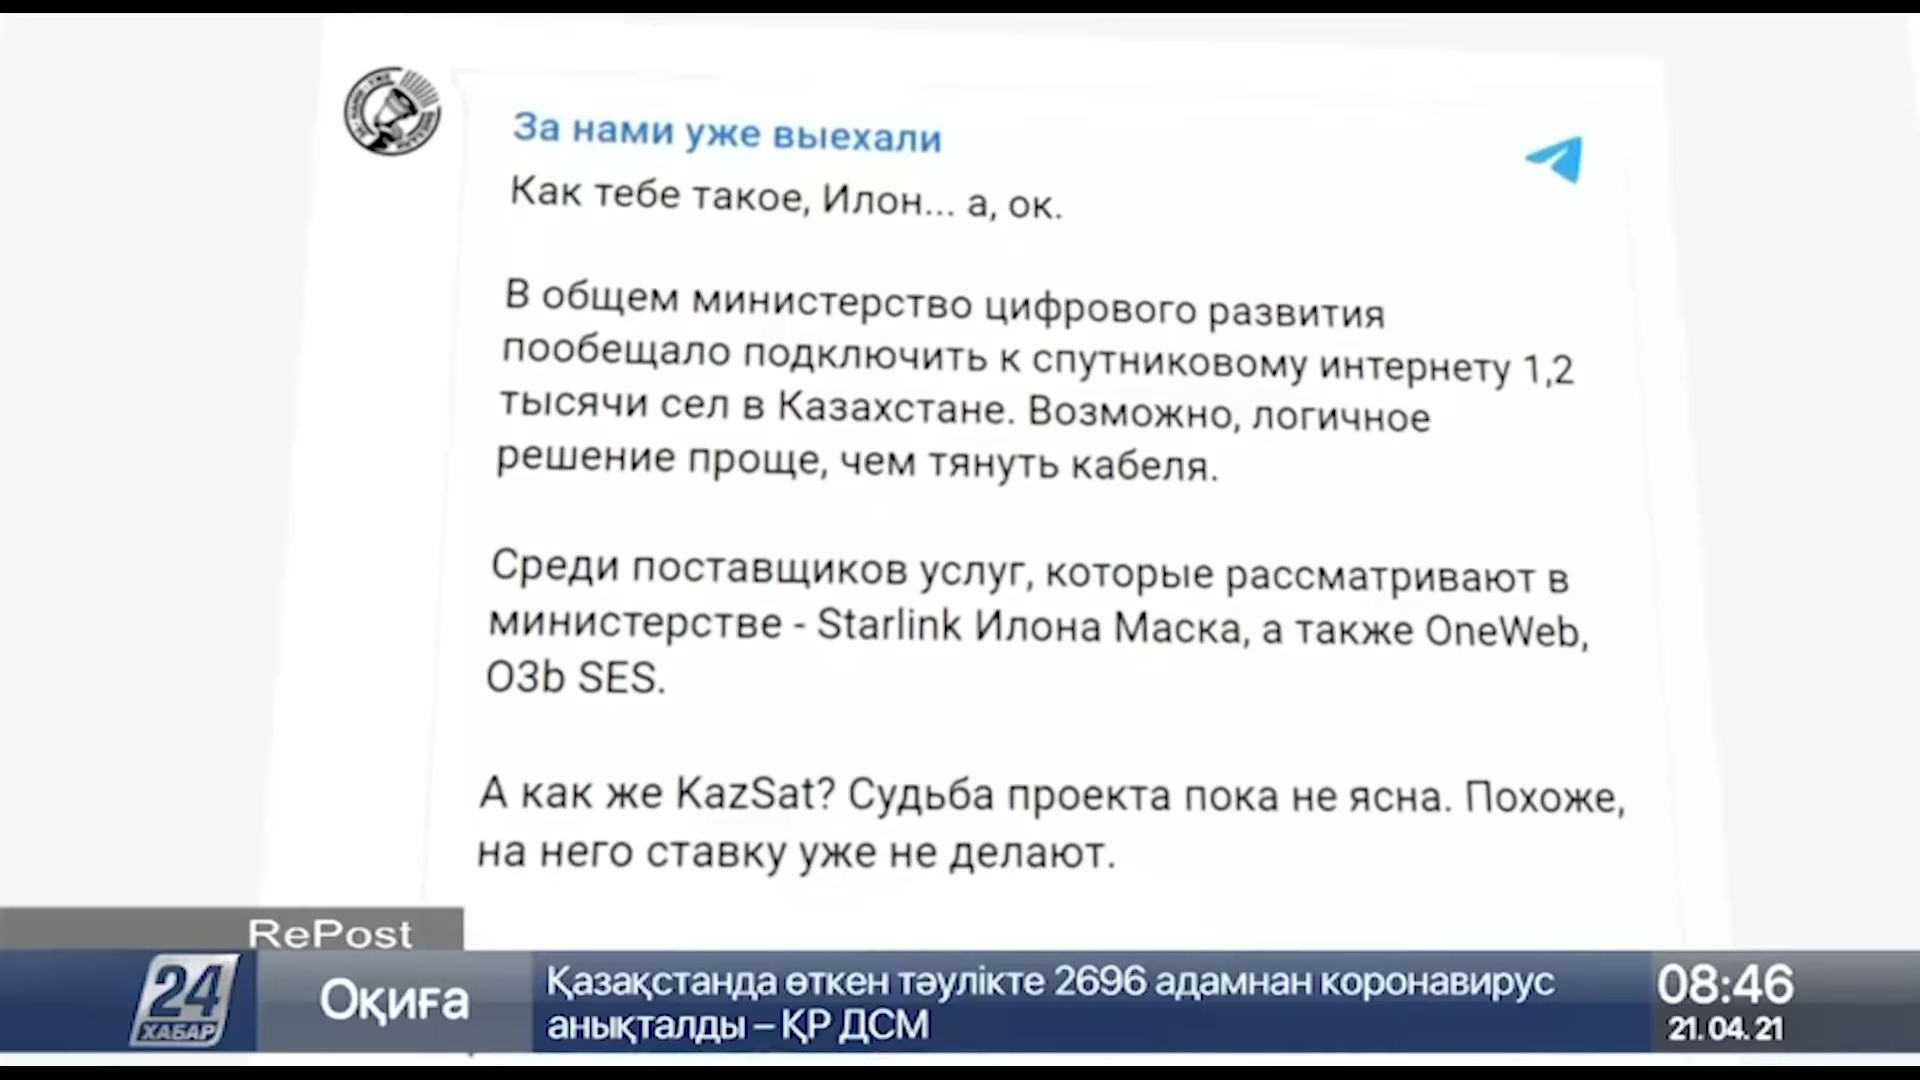 За нами уже выехали
Как тебе такое, Илон... а, ок.
В общем министерство цифрового развития
пообещало подключить к спутниковому интернету 1,2
тысячи сел в Казахстане. Возможно, логичное
решение проще, чем тянуть кабеля.
Среди поставщиков услуг, которые рассматривают в
министерстве - Starlink Илона Маска, а также OneWeb,
O3b SES.
А как же KazSat? Судьба проекта пока не ясна. Похоже,
на него ставку уже не делают.
RePost
24
ХАБАР
Оқиға
Қазақстанда өткен тәулікте 2696 адамнан коронавирус
анықталды – ҚР ДСМ
08:46
21.04.21